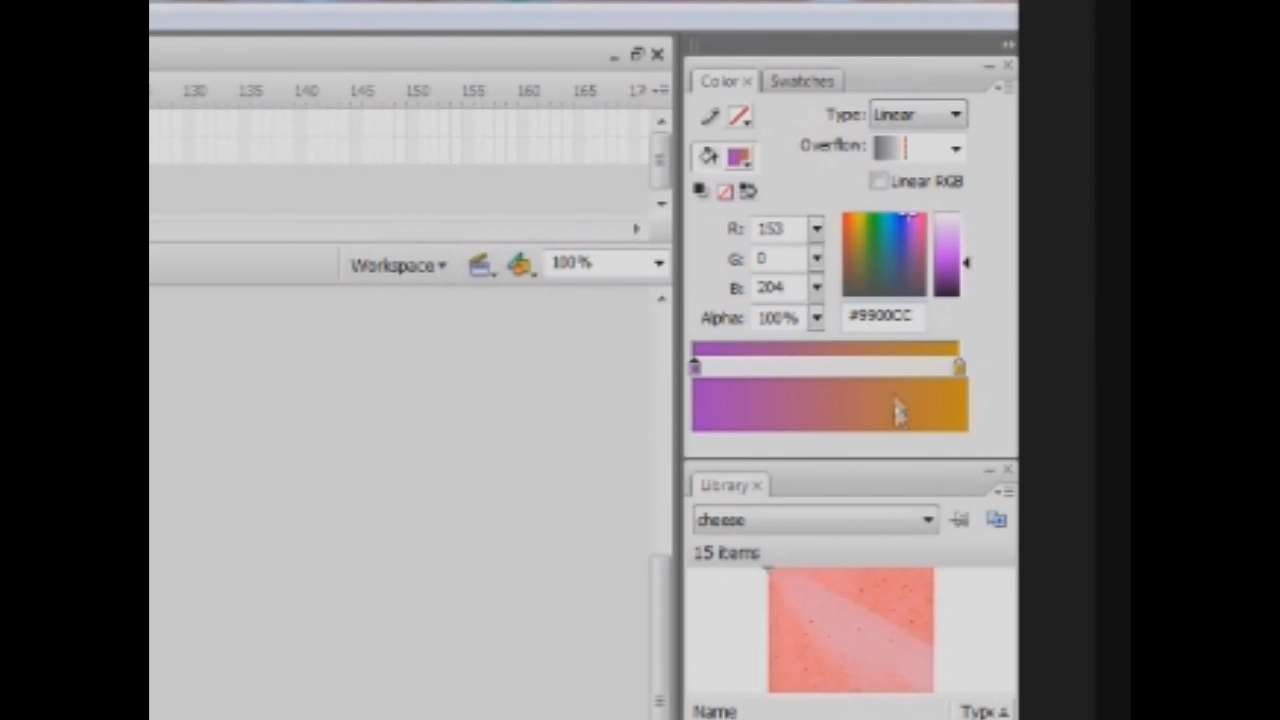 130 135 140 145 150 155 160 165
Color Swatches
Type: Linear
Overflow:
Linear RGB
R: 153
G: 0
B: 204
Alpha: 100%
#9900CC
Workspace 100%
Library
cheese
15 items
Name Type